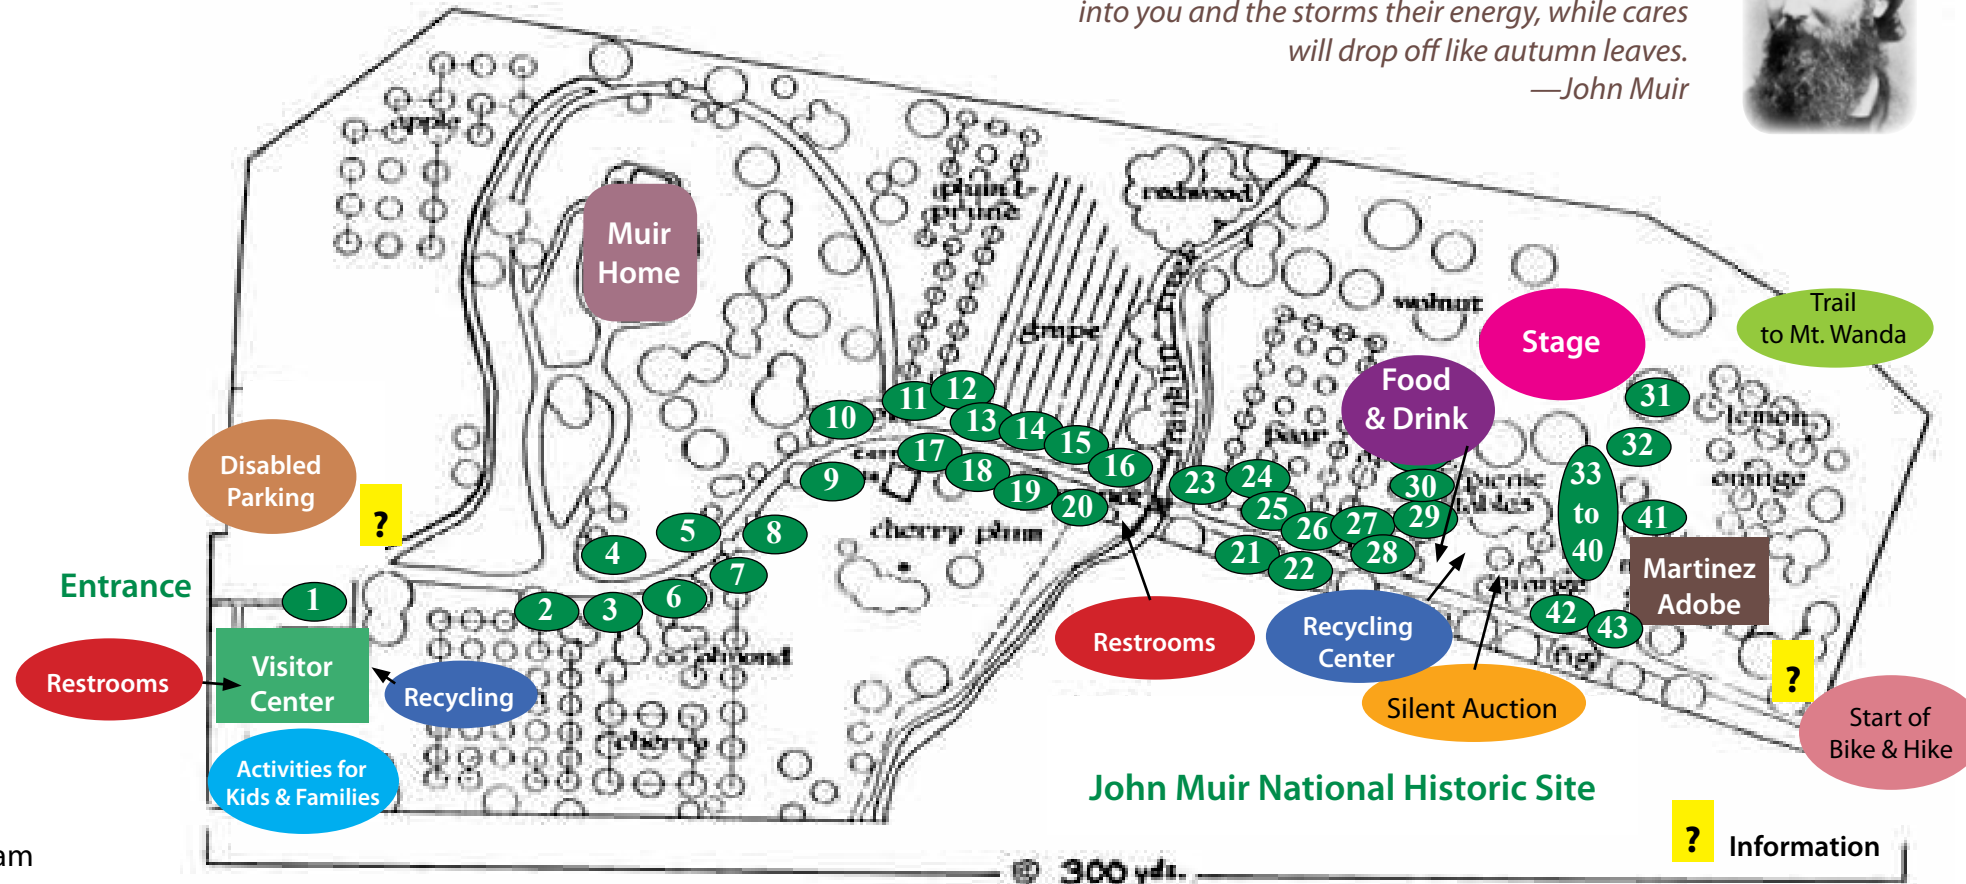 into you and the storms their energy, while cares
will drop off like autumn leaves.
—John Muir
apple
Muir
Home
plum &
prune
redwood
grape
walnut
Stage
Trail
to Mt. Wanda
Food
& Drink
lemon
orange
pear
picnic
tables
Franklin Creek
Disabled
Parking
?
Entrance
1
2
3
4
5
6
7
8
9
10
11
12
13
14
15
16
17
18
19
20
21
22
23
24
25
26
27
28
29
30
31
32
33
to
40
41
42
43
cherry plum
Martinez
Adobe
orange
fig
Restrooms
Visitor
Center
Recycling
almond
cherry
Activities for
Kids & Families
Restrooms
Recycling
Center
Silent Auction
?
Start of
Bike & Hike
John Muir National Historic Site
? Information
am
@ 300 yds.